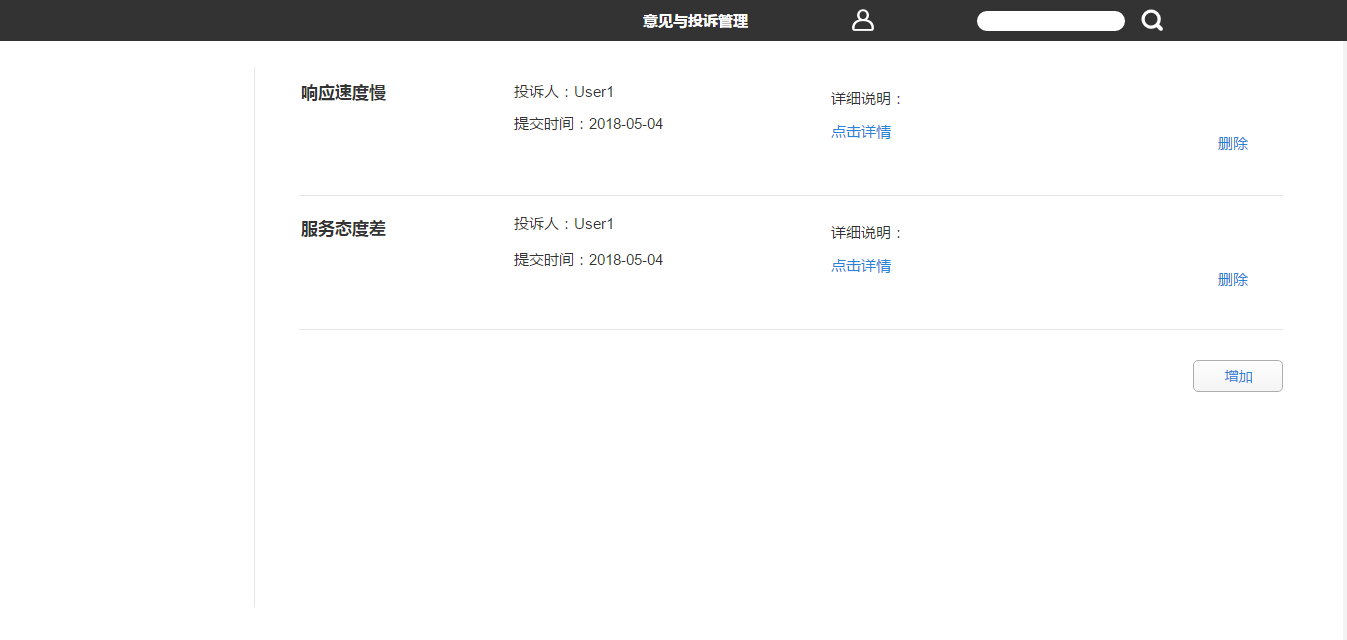 意见与投诉管理
响应速度慢
投诉人：User1
提交时间：2018-05-04
详细说明：
点击详情
删除
服务态度差
投诉人：User1
提交时间：2018-05-04
详细说明：
点击详情
删除
增加